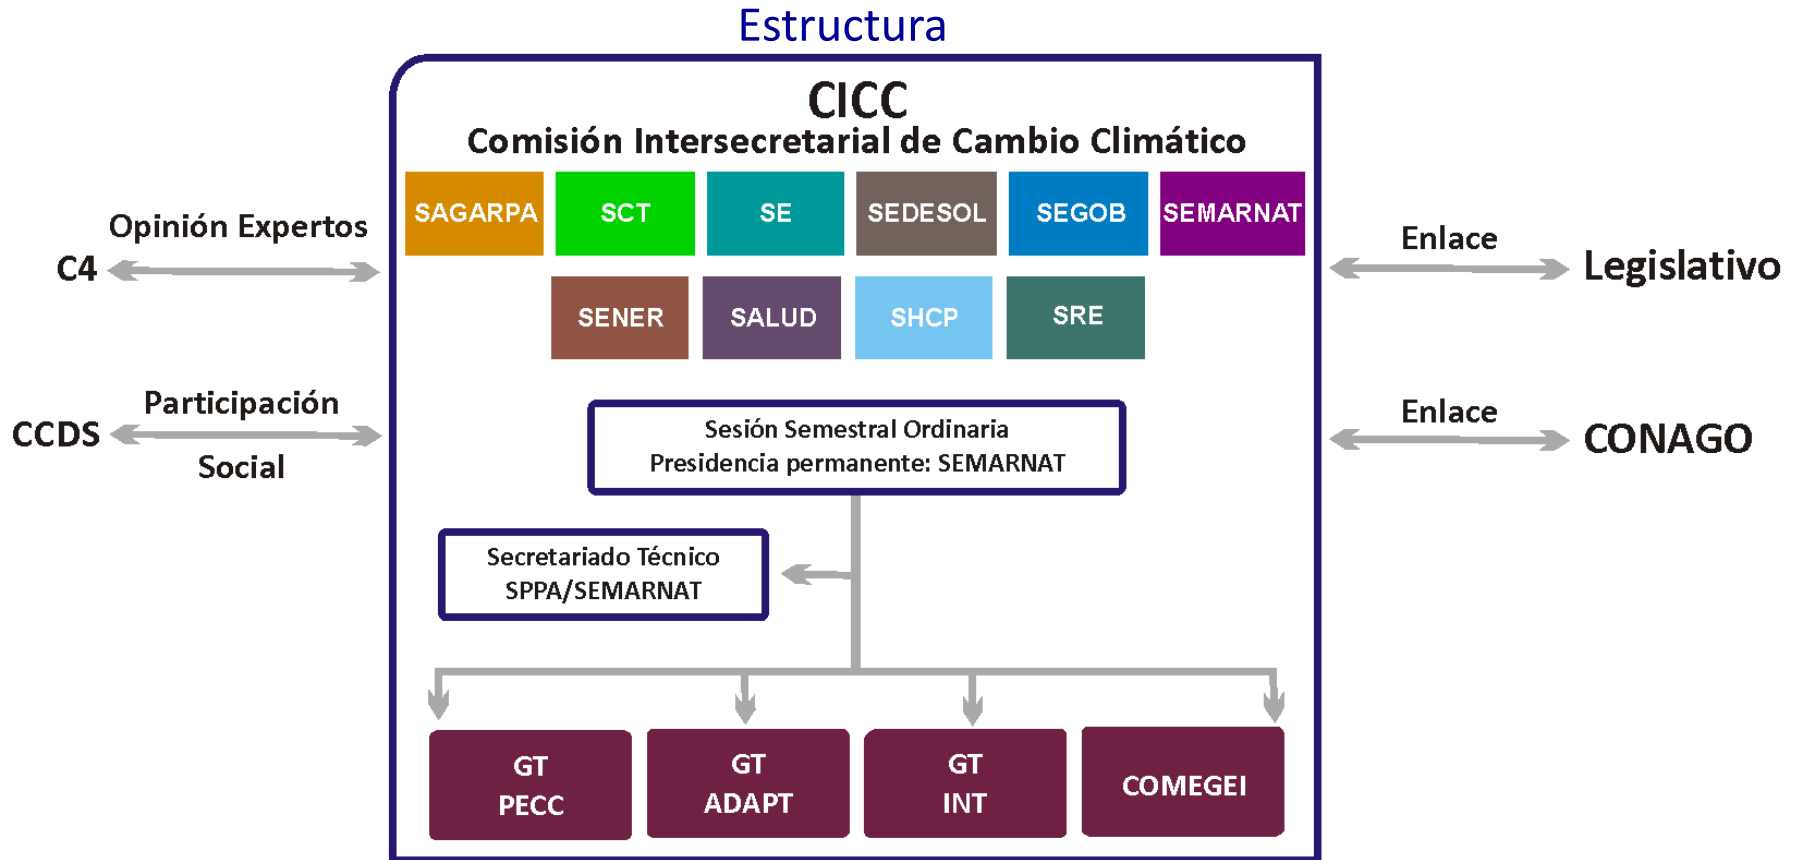 Estructura
CICC
Comisión Intersecretarial de Cambio Climático
SAGARPA
SCT
SE
SEDESOL
SEGOB
SEMARNAT
SENER
SALUD
SHCP
SRE
Opinión Expertos
C4
Participación
CCDS
Social
Enlace
Legislativo
Enlace
CONAGO
Sesión Semestral Ordinaria
Presidencia permanente: SEMARNAT
Secretariado Técnico
SPPA/SEMARNAT
GT
PECC
GT
ADAPT
GT
INT
COMEGEI